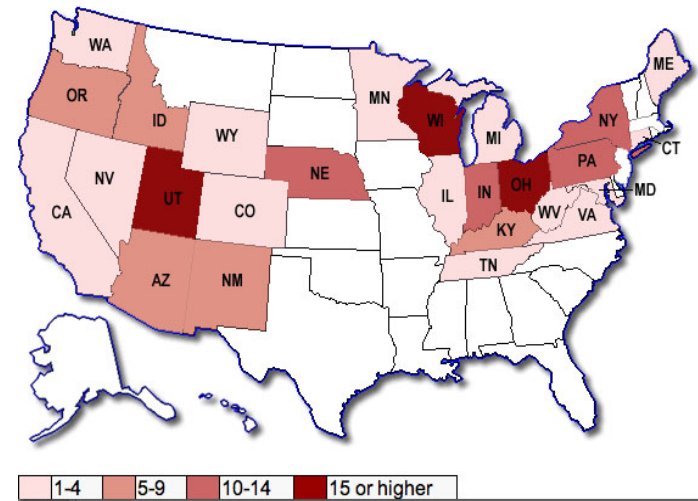 WA
ME
OR
ID
MN
WI
NY
WY
MI
CT
NV
UT
NE
PA
CA
CO
IL
IN
OH
MD
WV
VA
KY
AZ
NM
TN
1-4
5-9
10-14
15 or higher